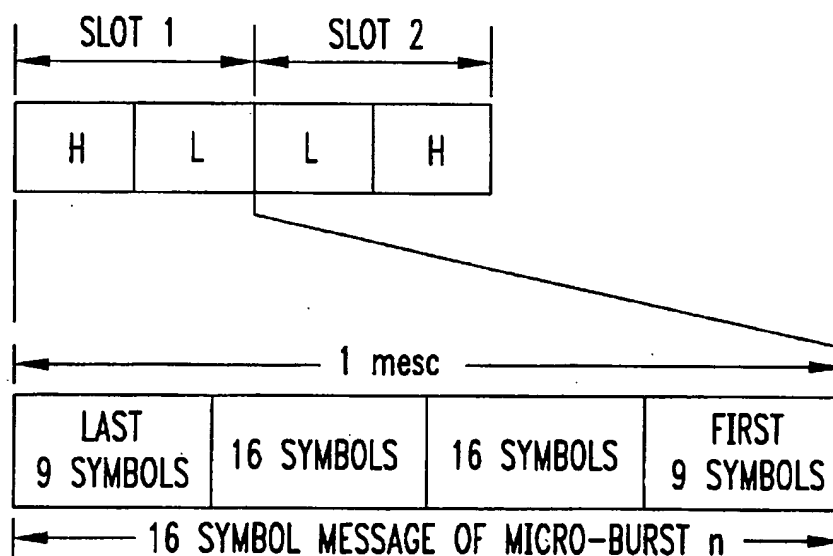 SLOT 1 SLOT 2
H L L H
1 mesc
LAST 9 SYMBOLS
16 SYMBOLS
16 SYMBOLS
FIRST 9 SYMBOLS
16 SYMBOL MESSAGE OF MICRO-BURST n